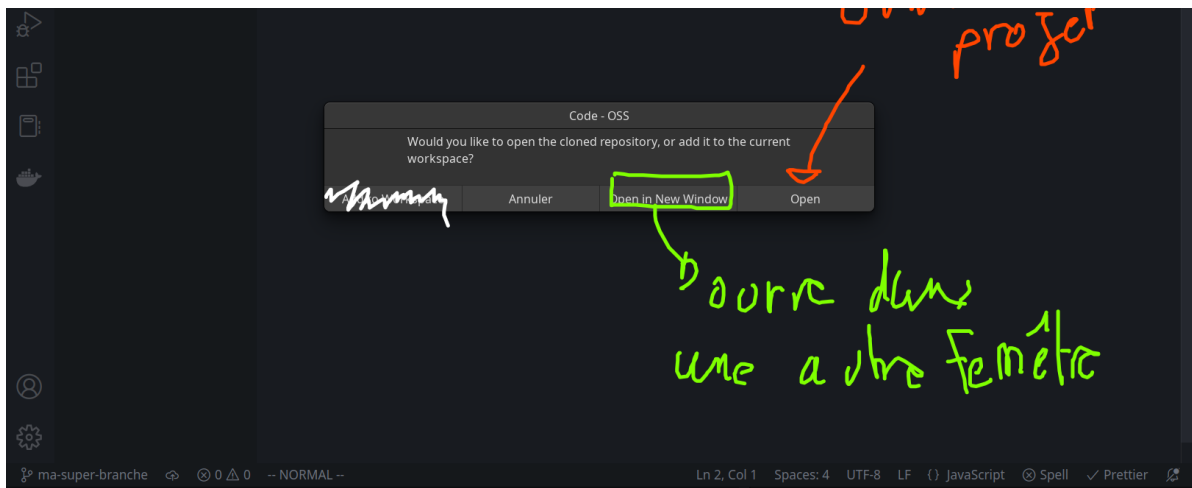 projet
Code - OSS
Would you like to open the cloned repository, or add it to the current
workspace?
Annuler Open in New Window Open
ouvre dans
une autre fenêtre
ma-super-branche 0 0 -- NORMAL -- Ln 2, Col 1 Spaces: 4 UTF-8 LF {} JavaScript Spell Prettier